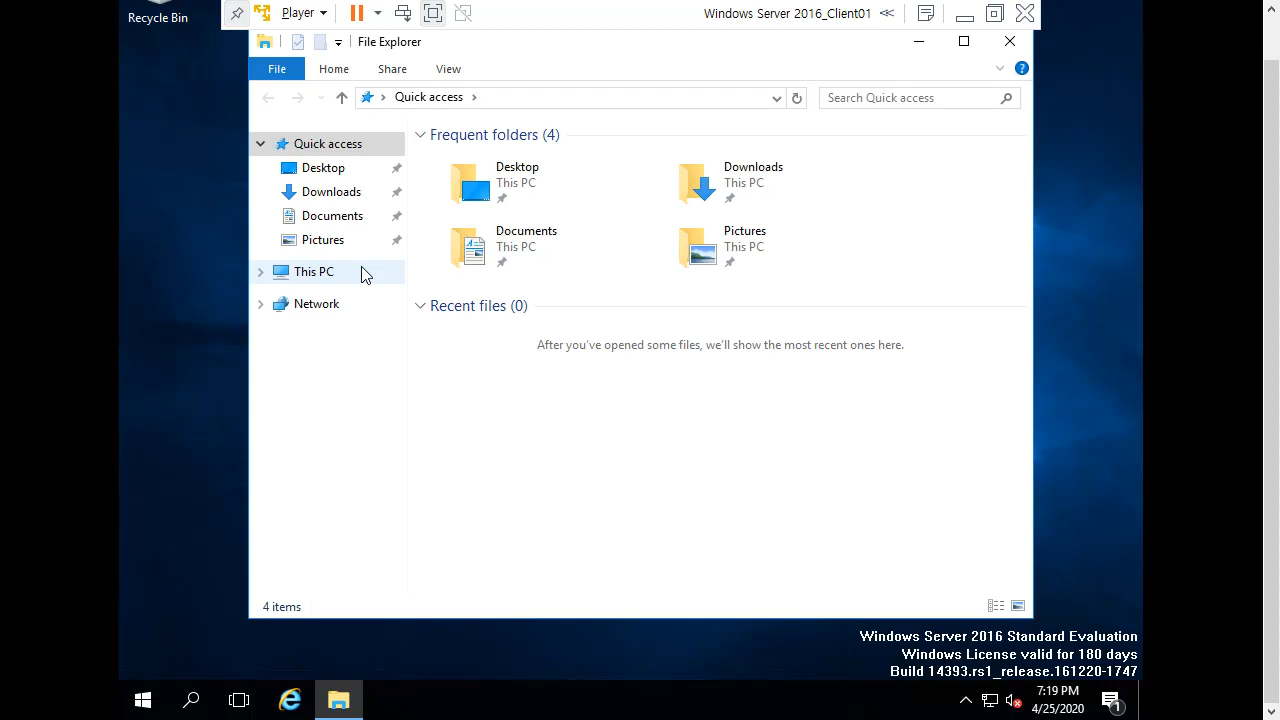 Recycle Bin
Player
Windows Server 2016_Client01
File Explorer
File
Home
Share
View
Quick access
Search Quick access
Quick access
Desktop
Downloads
Documents
Pictures
This PC
Network
Frequent folders (4)
Desktop
This PC
Downloads
This PC
Documents
This PC
Pictures
This PC
Recent files (0)
After you've opened some files, we'll show the most recent ones here.
4 items
Windows Server 2016 Standard Evaluation
Windows License valid for 180 days
Build 14393.rs1_release.161220-1747
7:19 PM
4/25/2020
1